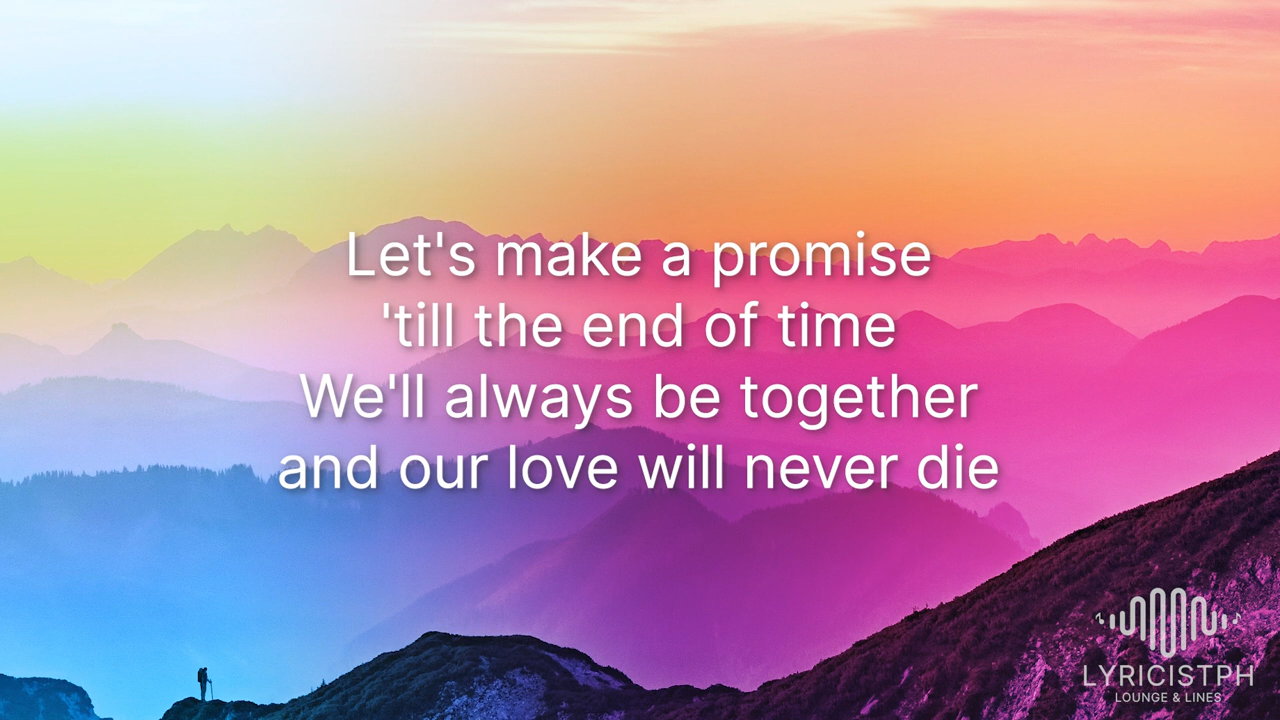 Let's make a promise
'till the end of time
We'll always be together
and our love will never die
LYRICISTPH
LOUNGE & LINES